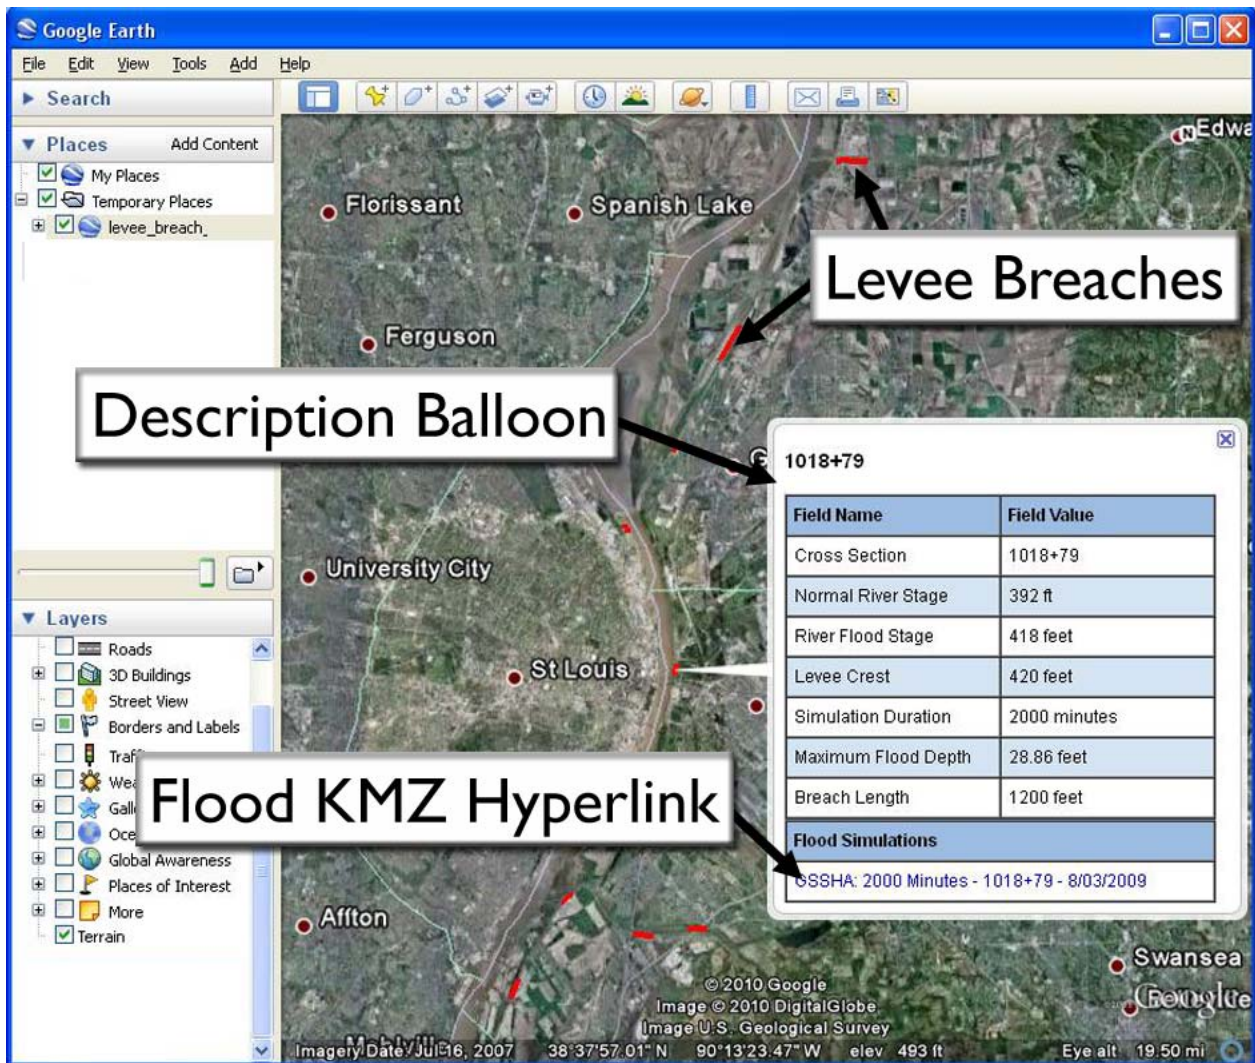 Google Earth
File Edit View Tools Add Help
Search
Places Add Content
My Places
Temporary Places
levee_breach_
Layers
Roads
3D Buildings
Street View
Borders and Labels
Traf
Wea
Gall
Oce
Global Awareness
Places of Interest
More
Terrain
N
Edwa
Florissant
Spanish Lake
Levee Breaches
Ferguson
Description Balloon
G
University City
St Louis
Flood KMZ Hyperlink
Affton
Swansea
1018+79
Field Name Field Value
Cross Section 1018+79
Normal River Stage 392 ft
River Flood Stage 418 feet
Levee Crest 420 feet
Simulation Duration 2000 minutes
Maximum Flood Depth 28.86 feet
Breach Length 1200 feet
Flood Simulations
GSSHA: 2000 Minutes - 1018+79 - 8/03/2009
© 2010 Google
Image © 2010 DigitalGlobe
Image U.S. Geological Survey
Imagery Date: Jul 16, 2007 38°37'57.01" N 90°13'23.47" W elev 493 ft Eye alt 19.50 mi